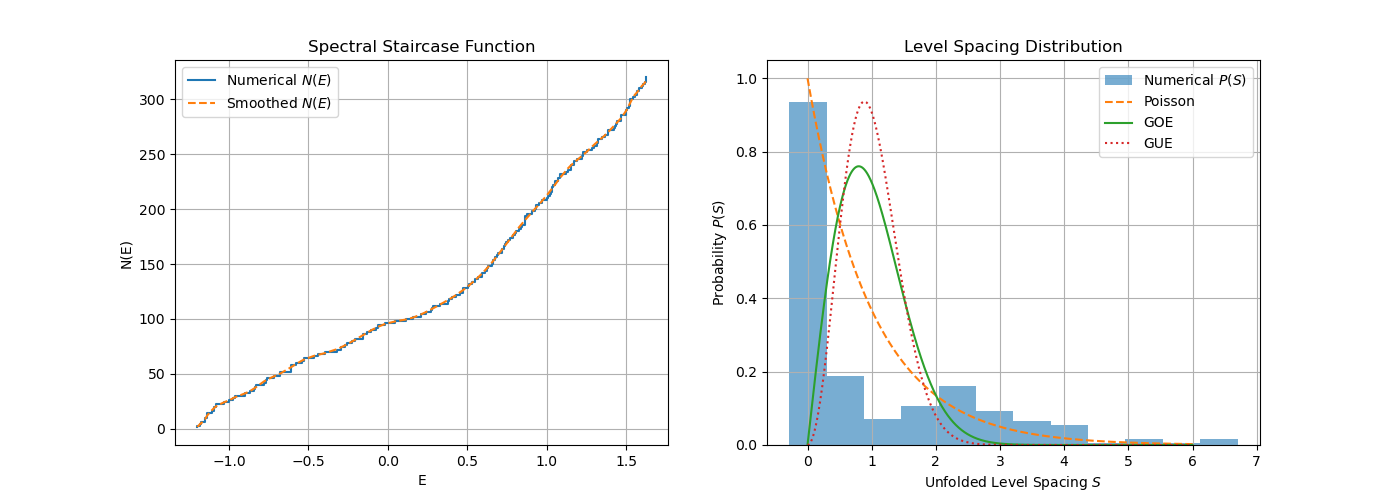 Spectral Staircase Function
Numerical N(E)
Smoothed N(E)
300
250
200
150
100
50
0
N(E)
−1.0 −0.5 0.0 0.5 1.0 1.5
E
Level Spacing Distribution
Numerical P(S)
Poisson
GOE
GUE
1.0
0.8
0.6
0.4
0.2
0.0
Probability P(S)
0 1 2 3 4 5 6 7
Unfolded Level Spacing S